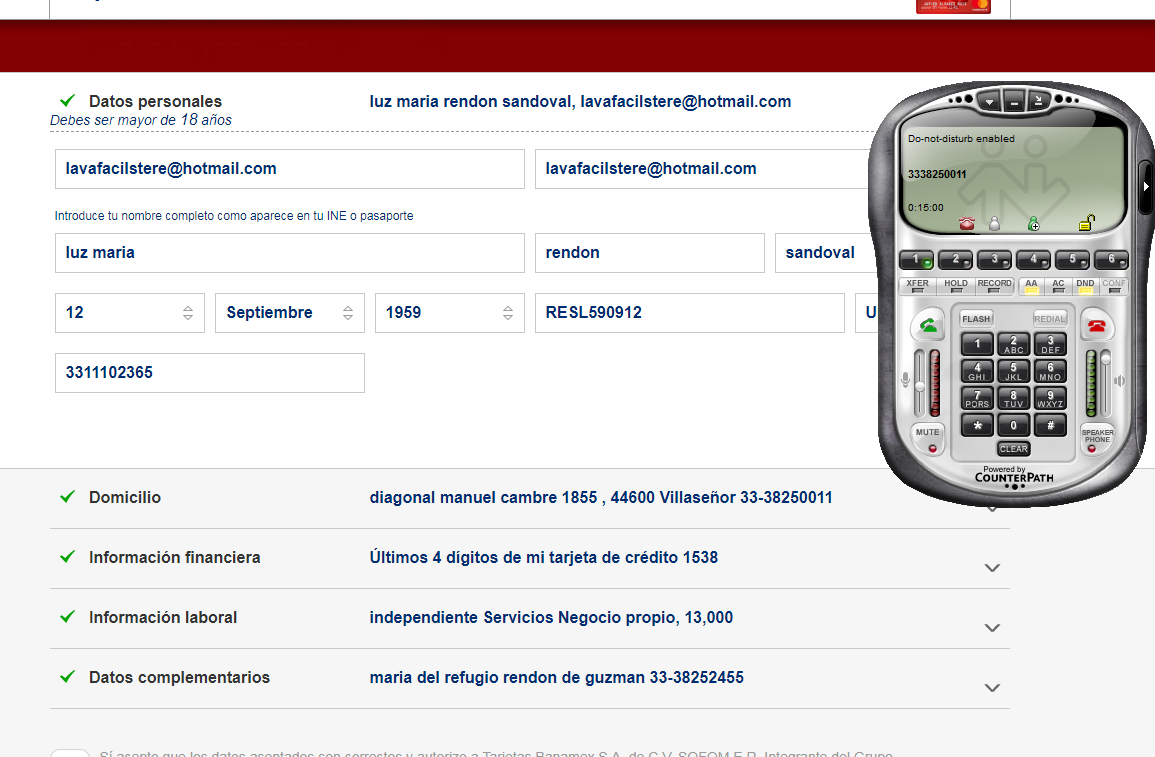 Datos personales luz maria rendon sandoval, lavafacilstere@hotmail.com
Debes ser mayor de 18 años
lavafacilstere@hotmail.com lavafacilstere@hotmail.com
Introduce tu nombre completo como aparece en tu INE o pasaporte
luz maria rendon sandoval
12 Septiembre 1959 RESL590912 U
3311102365
Domicilio diagonal manuel cambre 1855 , 44600 Villaseñor 33-38250011
Información financiera Últimos 4 dígitos de mi tarjeta de crédito 1538
Información laboral independiente Servicios Negocio propio, 13,000
Datos complementarios maria del refugio rendon de guzman 33-38252455
Sí acepto que los datos asentados son correctos y autorizo a Tarjetas Banamex S.A. de C.V. SOFOM E.R. Integrante del Grupo
Do-not-disturb enabled
3338250011
0:15:00
1 2 3 4 5 6
XFER HOLD RECORD AA AC DND CONF
FLASH REDIAL
1 2 ABC 3 DEF
4 GHI 5 JKL 6 MNO
7 PQRS 8 TUV 9 WXYZ
* 0 #
MUTE SPEAKER PHONE
CLEAR
Powered by
COUNTERPATH